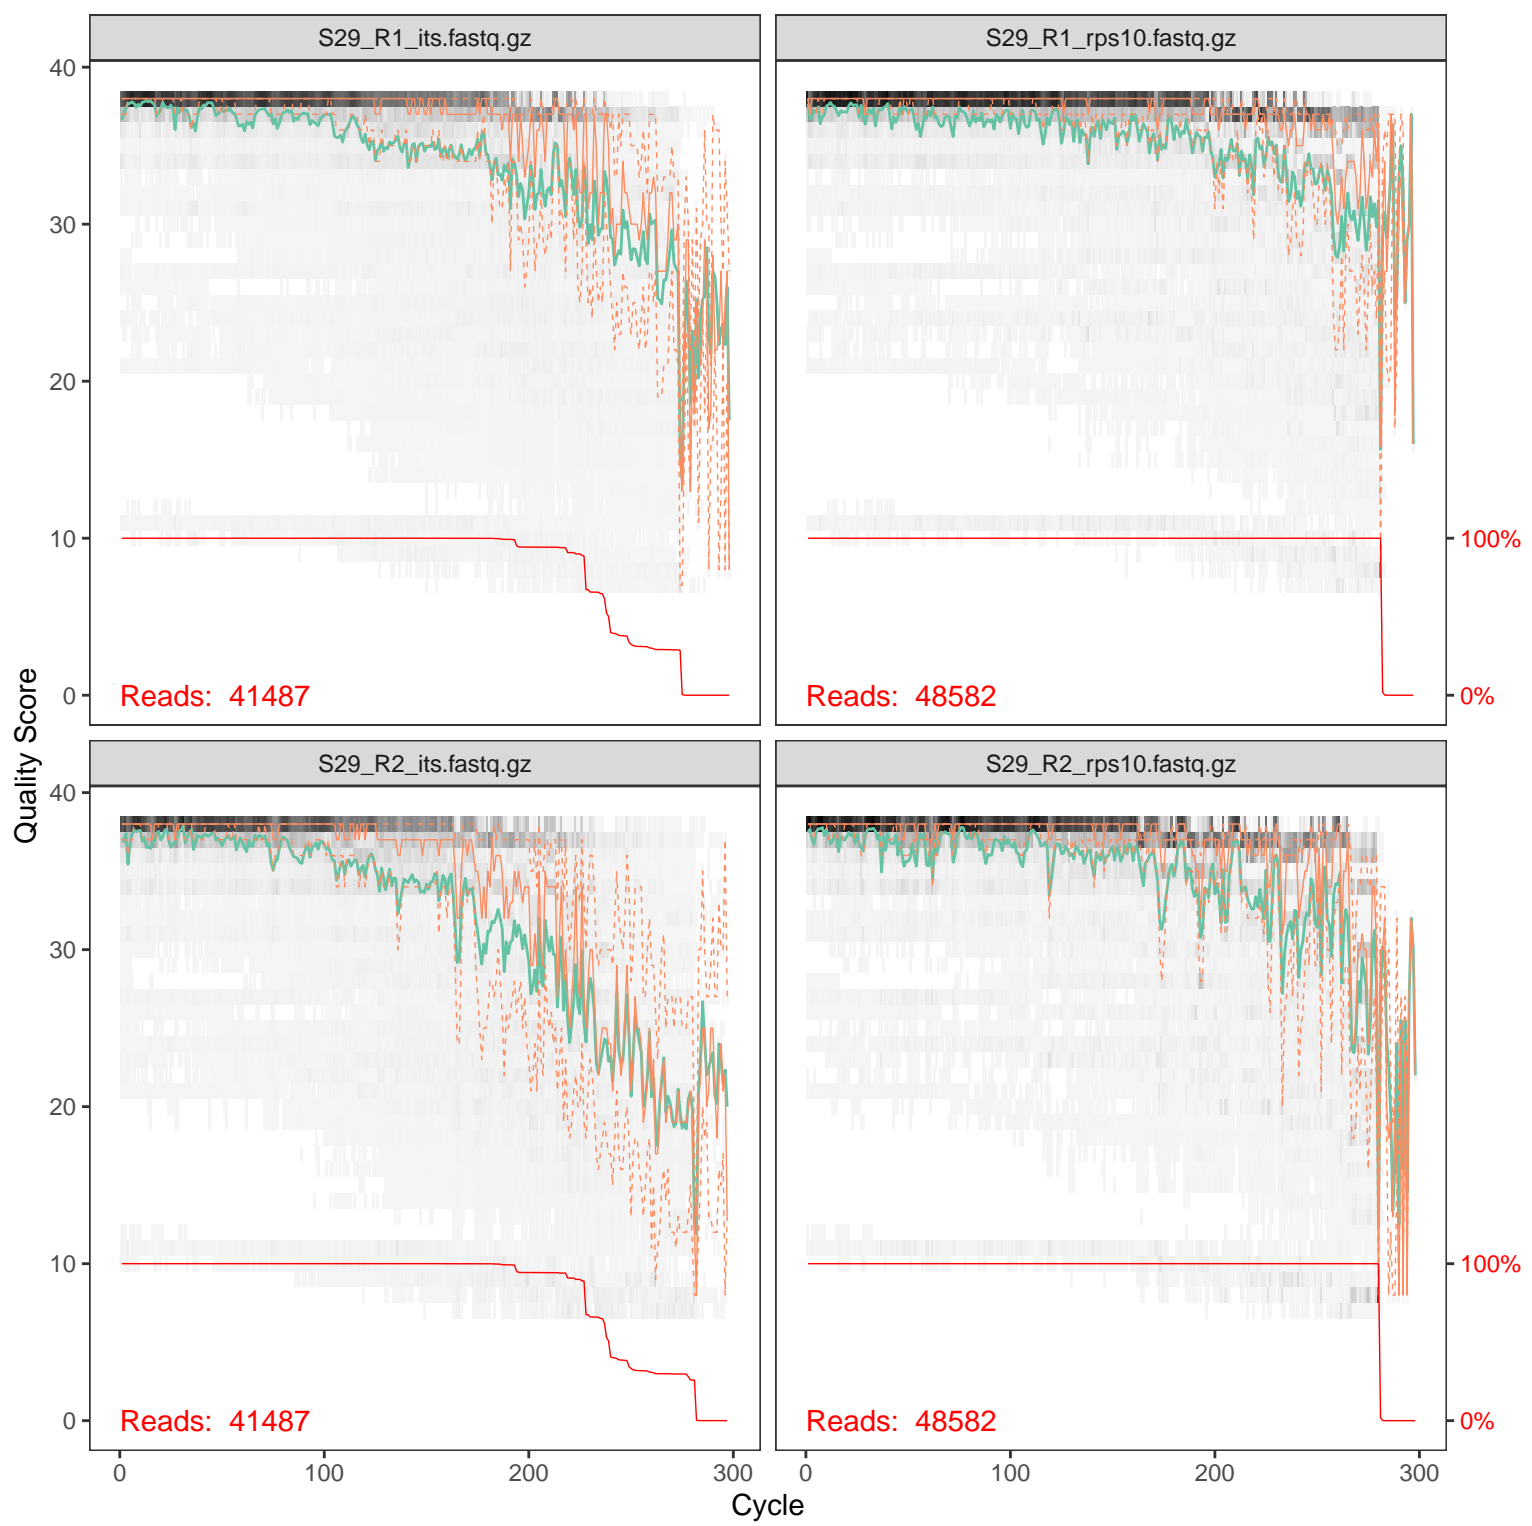 S29_R1_its.fastq.gz
S29_R1_rps10.fastq.gz
40
30
20
10
0
Reads: 41487
Reads: 48582
100%
0%
Quality Score
S29_R2_its.fastq.gz
S29_R2_rps10.fastq.gz
40
30
20
10
0
Reads: 41487
Reads: 48582
100%
0%
0 100 200 300
0 100 200 300
Cycle